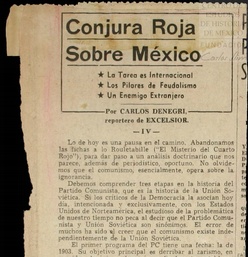 Conjura Roja
Sobre México
★ La Tarea es Internacional
★ Los Pilares de Feudalismo
★ Un Enemigo Extranjero
Por CARLOS DENEGRI,
reportero de EXCELSIOR.
—IV—
Lo de hoy es una pausa en el camino. Abandonamos
las fichas a lo Rouletabille ("El Misterio del Cuarto
Rojo"), para dar paso a un análisis doctrinario que nos
parece, además de periodístico, oportuno. No olvide-
mos que el comunismo, esencialmente, opera sobre la
ignorancia.
Debemos comprender tres etapas en la historia del
Partido Comunista, que es la historia de la Unión So-
viética. Si los críticos de la Democracia la asocian hoy
día, intencionada y exclusivamente, con los Estados
Unidos de Norteamérica, el estudioso de la problemática
de nuestro tiempo no para al decir que el Partido Comu-
nista y Unión Soviética son sinónimos. El error de
muchos ha sido el creer que el comunismo existe inde-
pendientemente de la Unión Soviética.
El primer programa del PC tiene una fecha: la de
1903. Su objetivo principal es derribar al zarismo, en